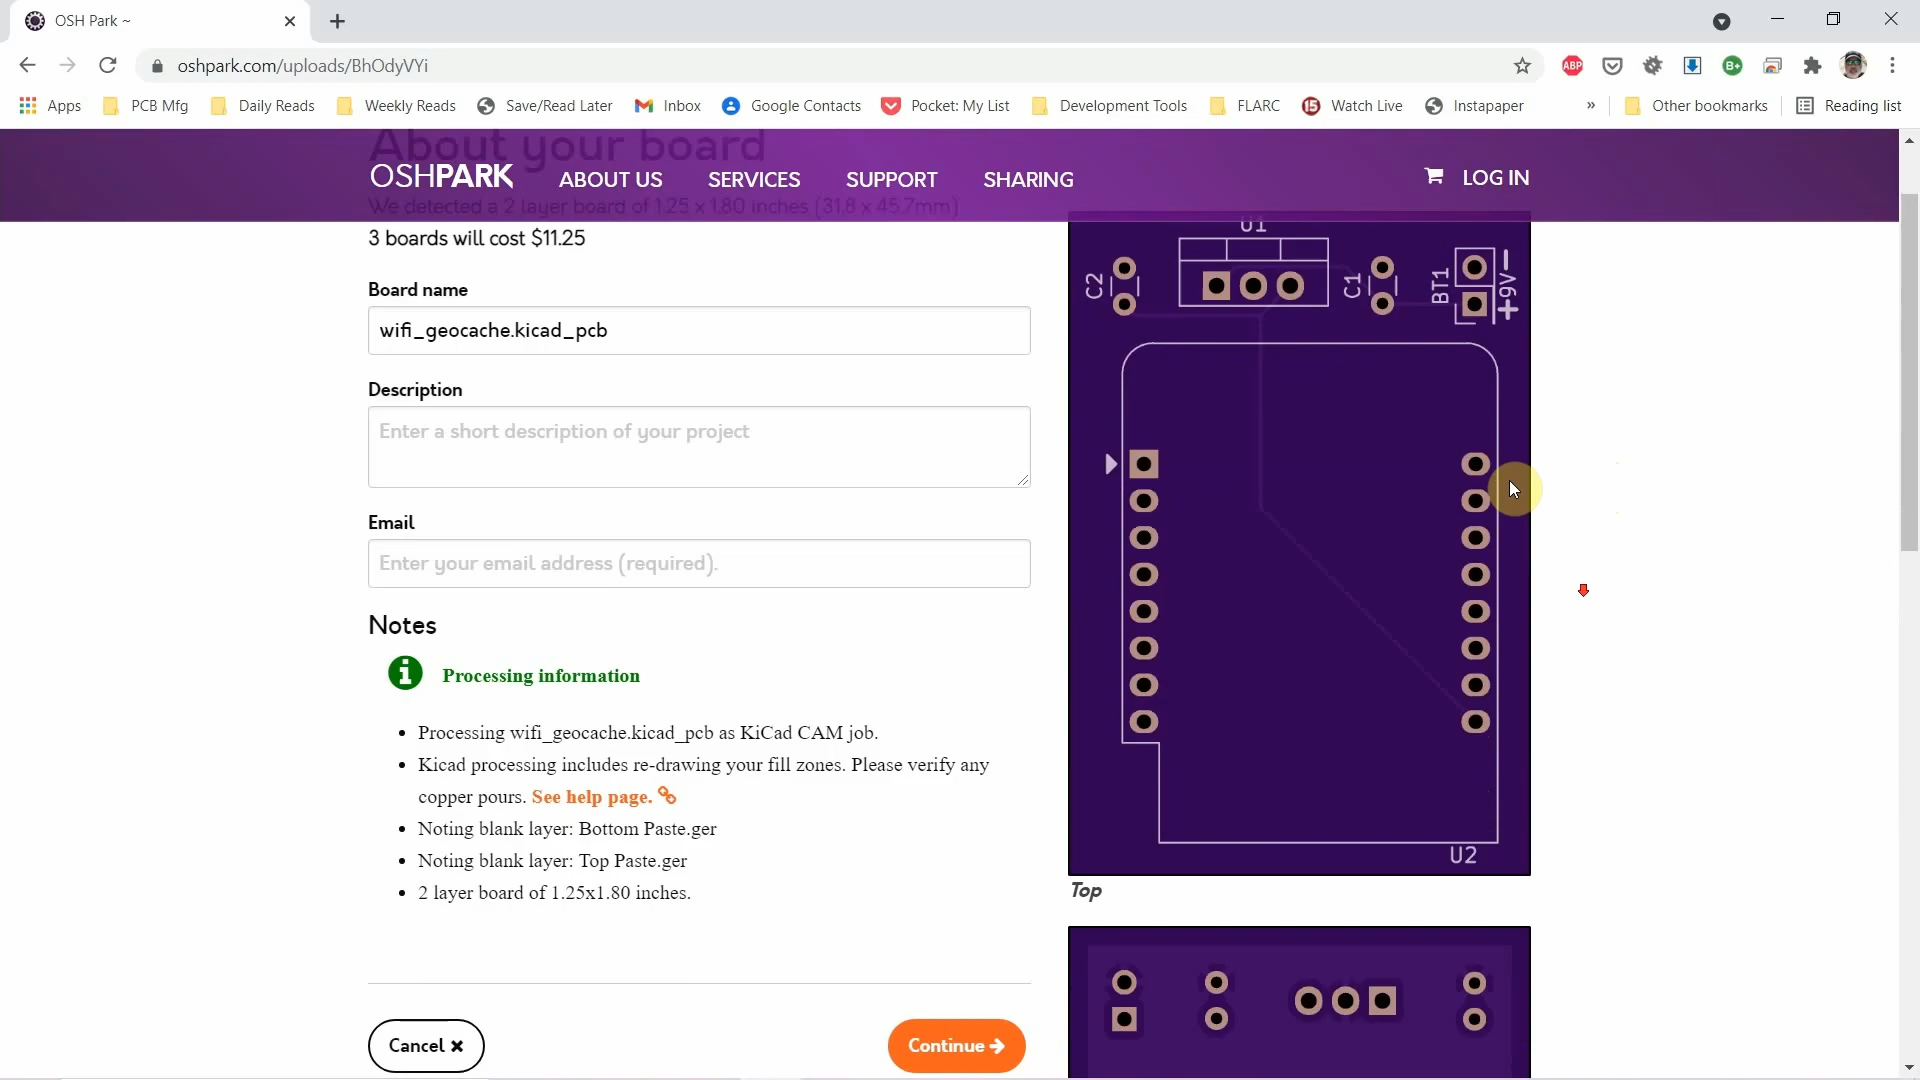 OSH Park ~
oshpark.com/uploads/BhOdyVYi
ABP
B+
Apps
PCB Mfg
Daily Reads
Weekly Reads
Save/Read Later
Inbox
Google Contacts
Pocket: My List
Development Tools
FLARC
15
Watch Live
Instapaper
»
Other bookmarks
Reading list
About your board
OSHPARK
ABOUT US
SERVICES
SUPPORT
SHARING
LOG IN
We detected a 2 layer board of 1.25 x 1.80 inches (31.8 x 45.7mm)
3 boards will cost $11.25
Board name
wifi_geocache.kicad_pcb
Description
Enter a short description of your project
Email
Enter your email address (required).
Notes
Processing information
• Processing wifi_geocache.kicad_pcb as KiCad CAM job.
• Kicad processing includes re-drawing your fill zones. Please verify any
copper pours. See help page.
• Noting blank layer: Bottom Paste.ger
• Noting blank layer: Top Paste.ger
• 2 layer board of 1.25x1.80 inches.
Cancel
Continue
U1
C2
C1
BT1
+9V-
U2
Top